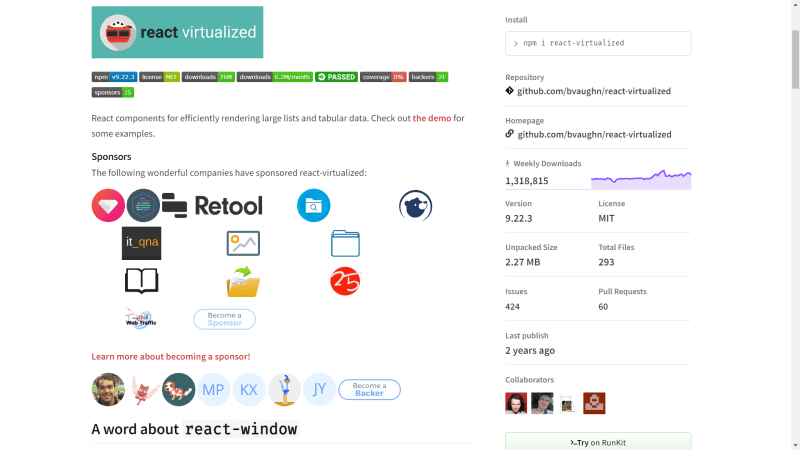 react virtualized
npm v9.22.3 license MIT downloads 76M downloads 6.2M/month PASSED coverage 0% backers 21
sponsors 15
React components for efficiently rendering large lists and tabular data. Check out the demo for
some examples.
Sponsors
The following wonderful companies have sponsored react-virtualized:
Retool
it_qna
25
Web Traffic
Become a
Sponsor
Learn more about becoming a sponsor!
MP KX JY
Become a
Backer
A word about react-window
Install
> npm i react-virtualized
Repository
github.com/bvaughn/react-virtualized
Homepage
github.com/bvaughn/react-virtualized
Weekly Downloads
1,318,815
Version License
9.22.3 MIT
Unpacked Size Total Files
2.27 MB 293
Issues Pull Requests
424 60
Last publish
2 years ago
Collaborators
Try on RunKit